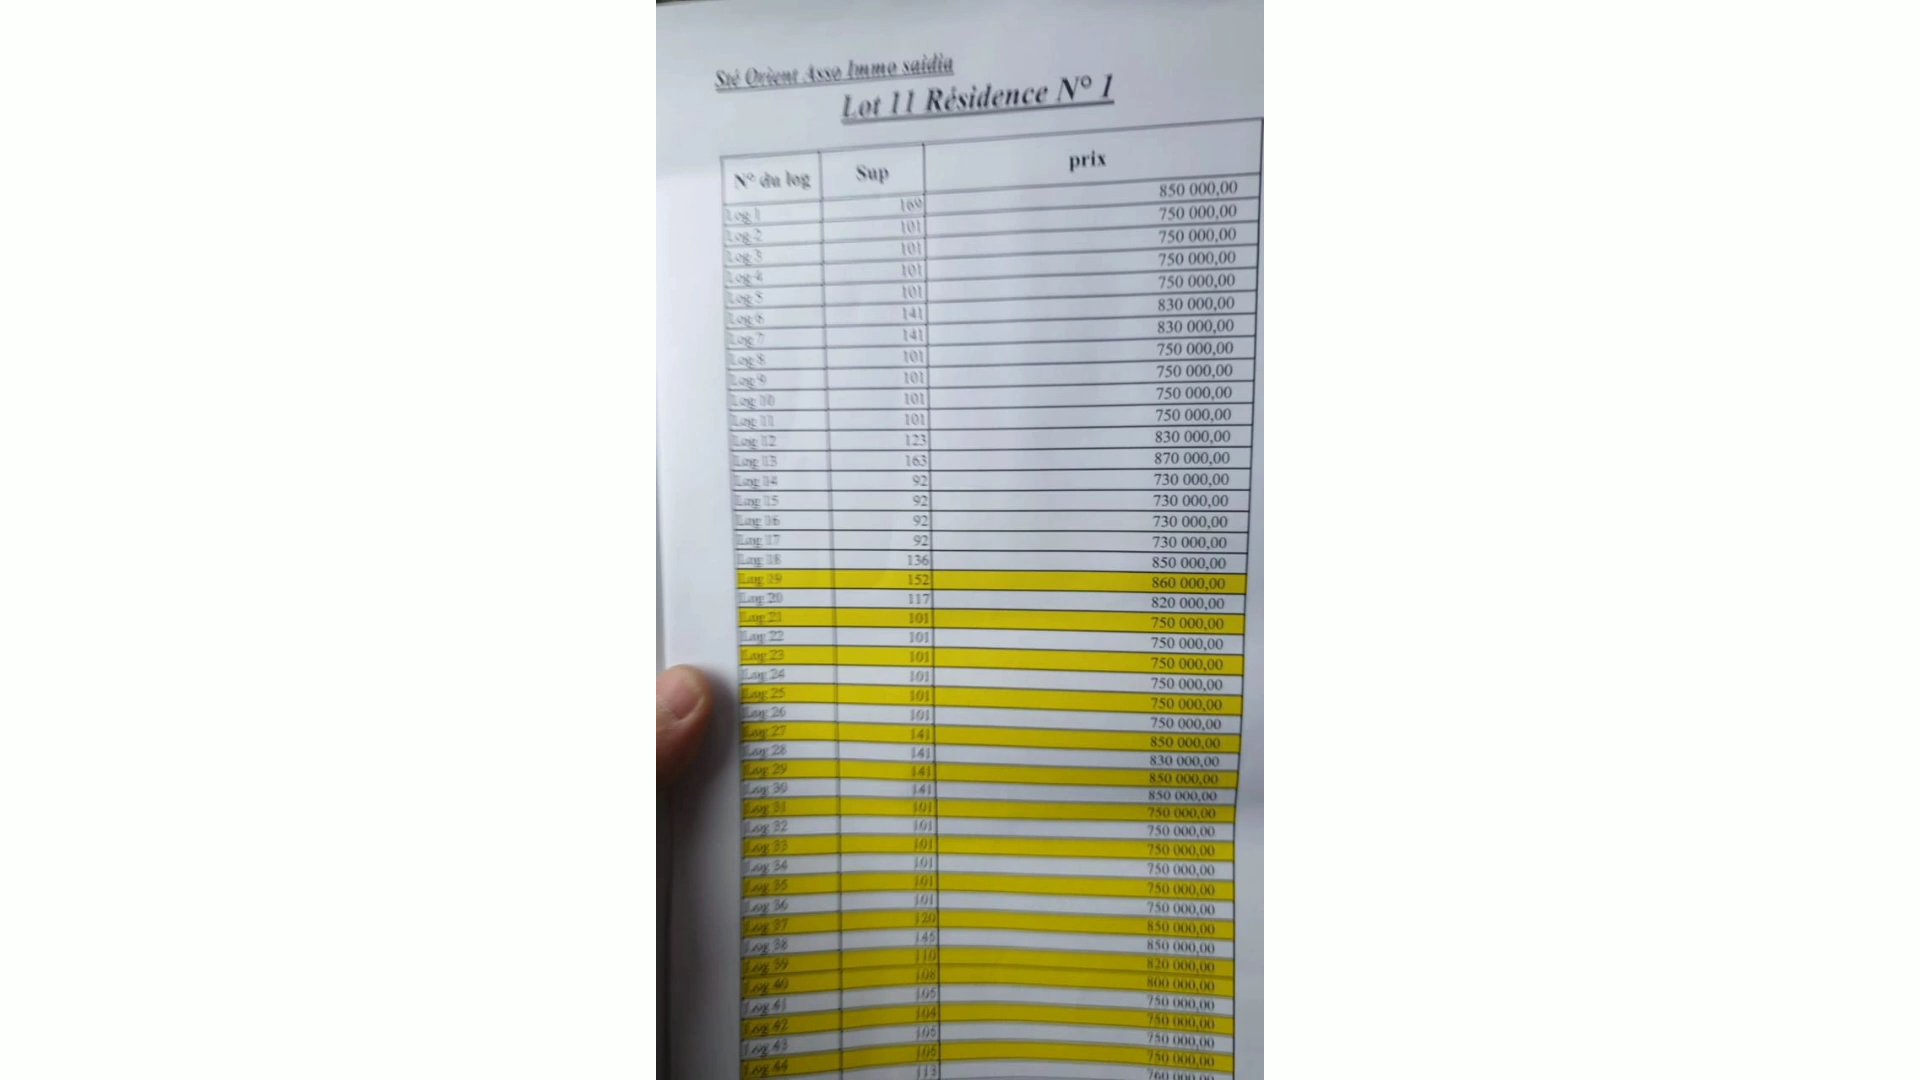 Sté Orient Asso Immo saidia
Lot 11 Résidence N° 1
N° du log Sup prix
Log 1 169 850 000,00
Log 2 101 750 000,00
Log 3 101 750 000,00
Log 4 101 750 000,00
Log 5 101 750 000,00
Log 6 141 830 000,00
Log 7 141 830 000,00
Log 8 101 750 000,00
Log 9 101 750 000,00
Log 10 101 750 000,00
Log 11 101 750 000,00
Log 12 123 830 000,00
Log 13 163 870 000,00
Log 14 92 730 000,00
Log 15 92 730 000,00
Log 16 92 730 000,00
Log 17 92 730 000,00
Log 18 136 850 000,00
Log 19 152 860 000,00
Log 20 117 820 000,00
Log 21 101 750 000,00
Log 22 101 750 000,00
Log 23 101 750 000,00
Log 24 101 750 000,00
Log 25 101 750 000,00
Log 26 101 750 000,00
Log 27 141 850 000,00
Log 28 141 830 000,00
Log 29 141 850 000,00
Log 30 141 850 000,00
Log 31 101 750 000,00
Log 32 101 750 000,00
Log 33 101 750 000,00
Log 34 101 750 000,00
Log 35 101 750 000,00
Log 36 101 750 000,00
Log 37 120 850 000,00
Log 38 145 850 000,00
Log 39 110 820 000,00
Log 40 108 800 000,00
Log 41 105 750 000,00
Log 42 104 750 000,00
Log 43 105 750 000,00
Log 44 105 750 000,00
113 760 000,00